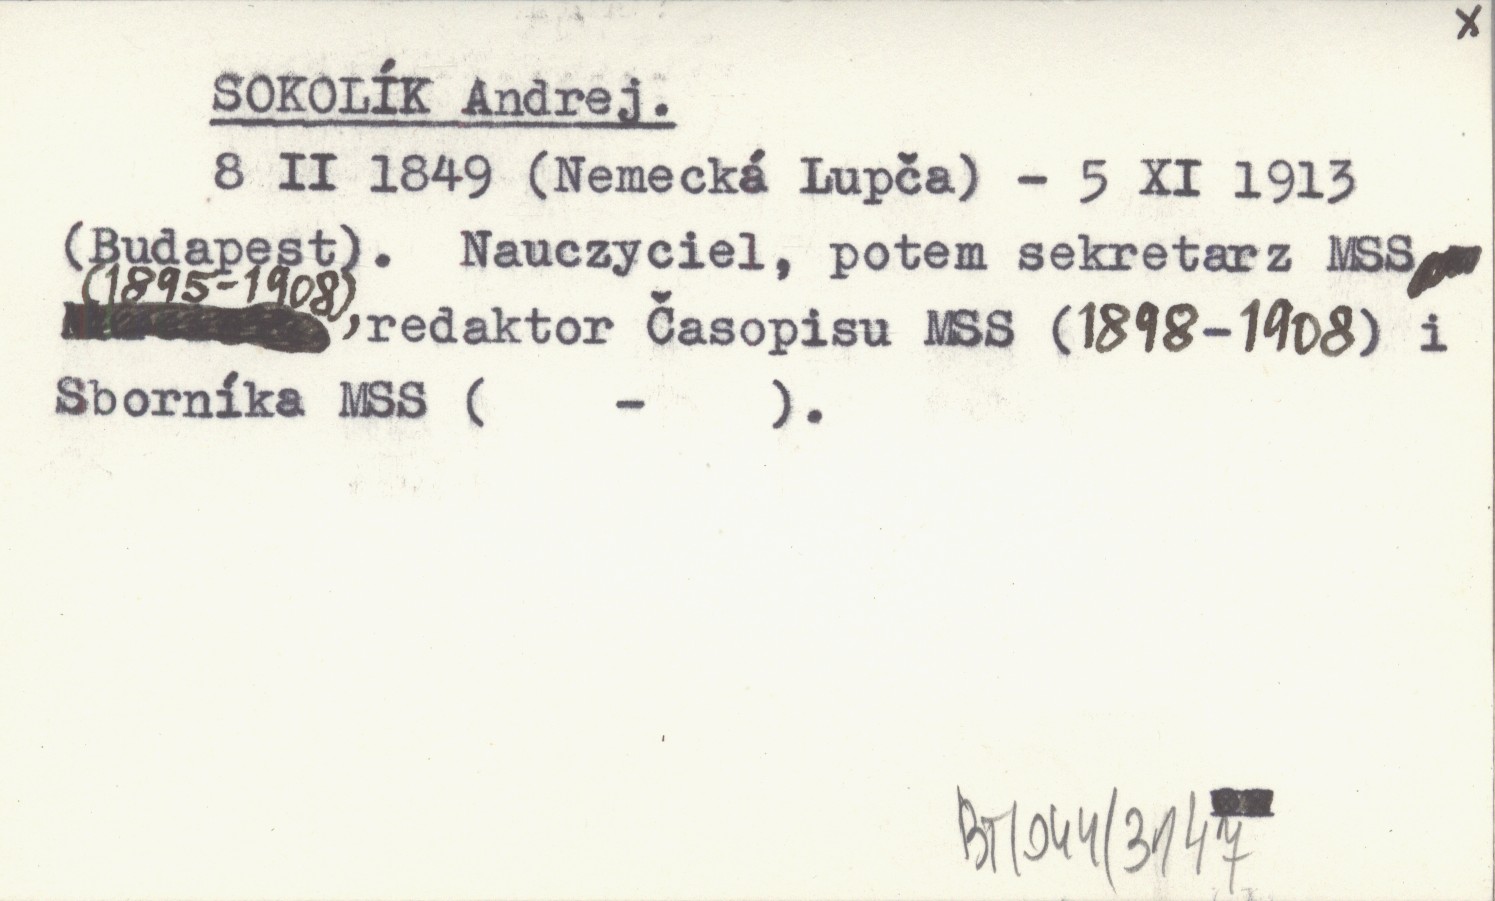 x
SOKOLÍK Andrej.
8 II 1849 (Nemecká Lupča) - 5 XI 1913
(Budapest). Nauczyciel, potem sekretarz MSS
(1895-1908)
,redaktor Časopisu MSS (1898-1908) i
Sborníka MSS ( - ).
BT/044/3147